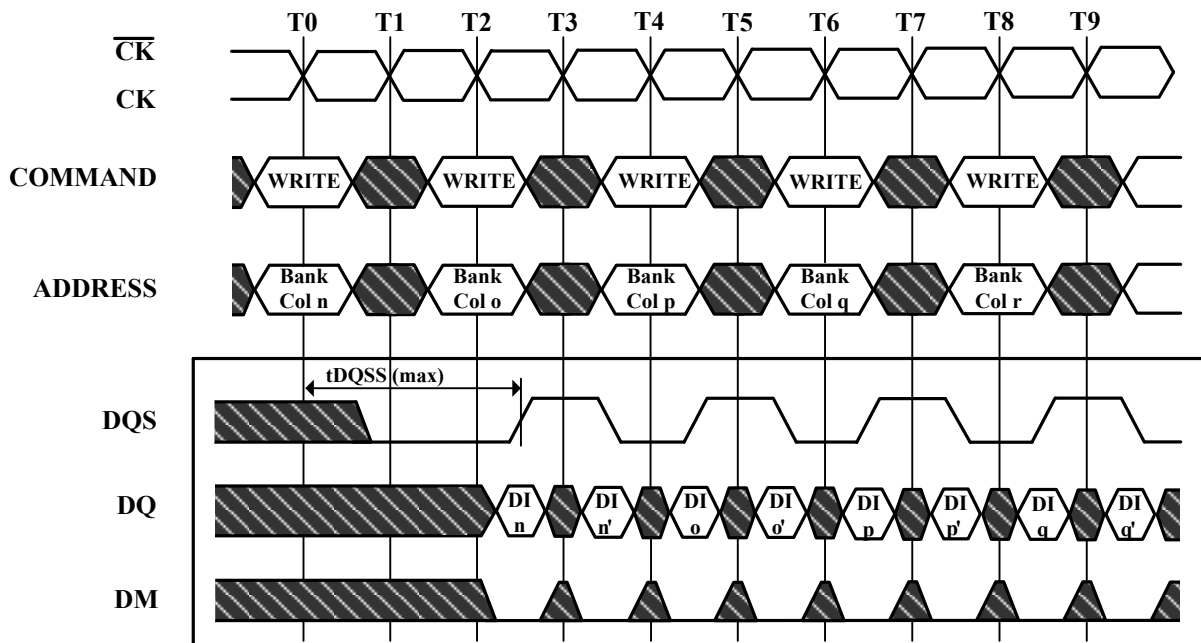 T0 T1 T2 T3 T4 T5 T6 T7 T8 T9
CK
CK
COMMAND WRITE WRITE WRITE WRITE WRITE
ADDRESS Bank Col n Bank Col o Bank Col p Bank Col q Bank Col r
tDQSS (max)
DQS
DQ DI n DI n' DI o DI o' DI p DI p' DI q DI q'
DM